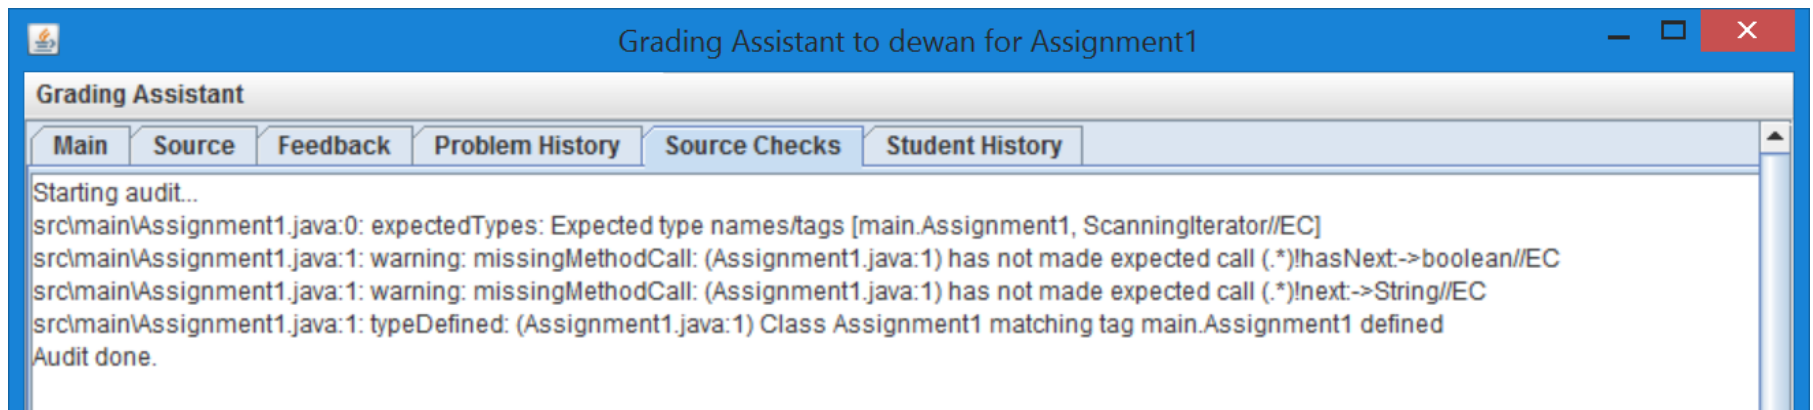 Grading Assistant to dewan for Assignment1
Grading Assistant
Main Source Feedback Problem History Source Checks Student History
Starting audit...
src\main\Assignment1.java:0: expectedTypes: Expected type names/tags [main.Assignment1, ScanningIterator//EC]
src\main\Assignment1.java:1: warning: missingMethodCall: (Assignment1.java:1) has not made expected call (.*)!hasNext:->boolean//EC
src\main\Assignment1.java:1: warning: missingMethodCall: (Assignment1.java:1) has not made expected call (.*)!next:->String//EC
src\main\Assignment1.java:1: typeDefined: (Assignment1.java:1) Class Assignment1 matching tag main.Assignment1 defined
Audit done.